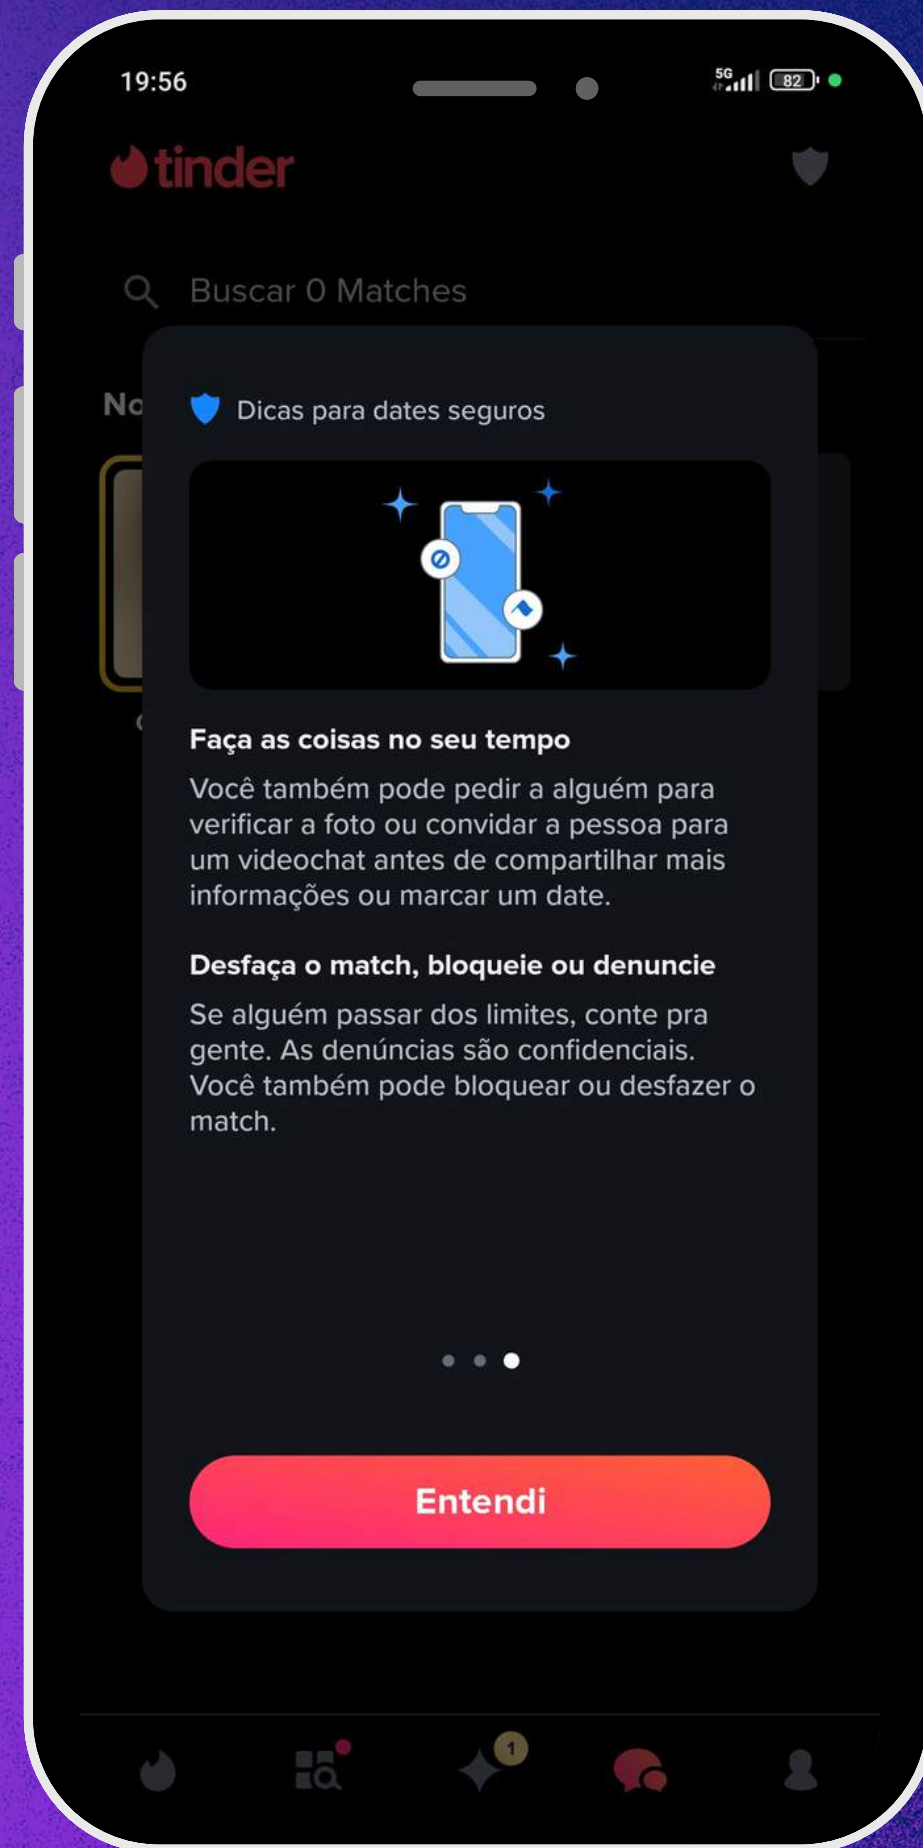 19:56
5G
82
tinder
Buscar 0 Matches
No
Dicas para dates seguros
Faça as coisas no seu tempo
Você também pode pedir a alguém para
verificar a foto ou convidar a pessoa para
um videochat antes de compartilhar mais
informações ou marcar um date.
Desfaça o match, bloqueie ou denuncie
Se alguém passar dos limites, conte pra
gente. As denúncias são confidenciais.
Você também pode bloquear ou desfazer o
match.
Entendi
1